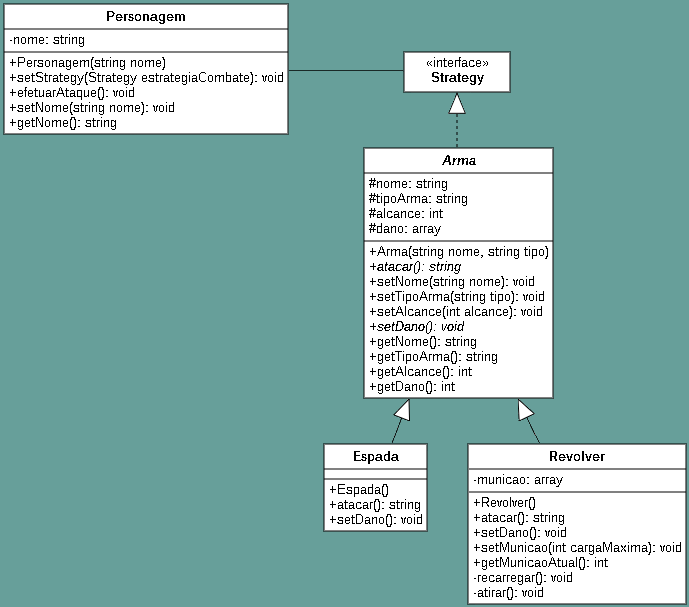 Personagem
-nome: string
+Personagem(string nome)
+setStrategy(Strategy estrategiaCombate): void
+efetuarAtaque(): void
+setNome(string nome): void
+getNome(): string
«interface»
Strategy
Arma
#nome: string
#tipoArma: string
#alcance: int
#dano: array
+Arma(string nome, string tipo)
+atacar(): string
+setNome(string nome): void
+setTipoArma(string tipo): void
+setAlcance(int alcance): void
+setDano(): void
+getNome(): string
+getTipoArma(): string
+getAlcance(): int
+getDano(): int
Espada
+Espada()
+atacar(): string
+setDano(): void
Revolver
-municao: array
+Revolver()
+atacar(): string
+setDano(): void
+setMunicao(int cargaMaxima): void
+getMunicaoAtual(): int
-recarregar(): void
-atirar(): void